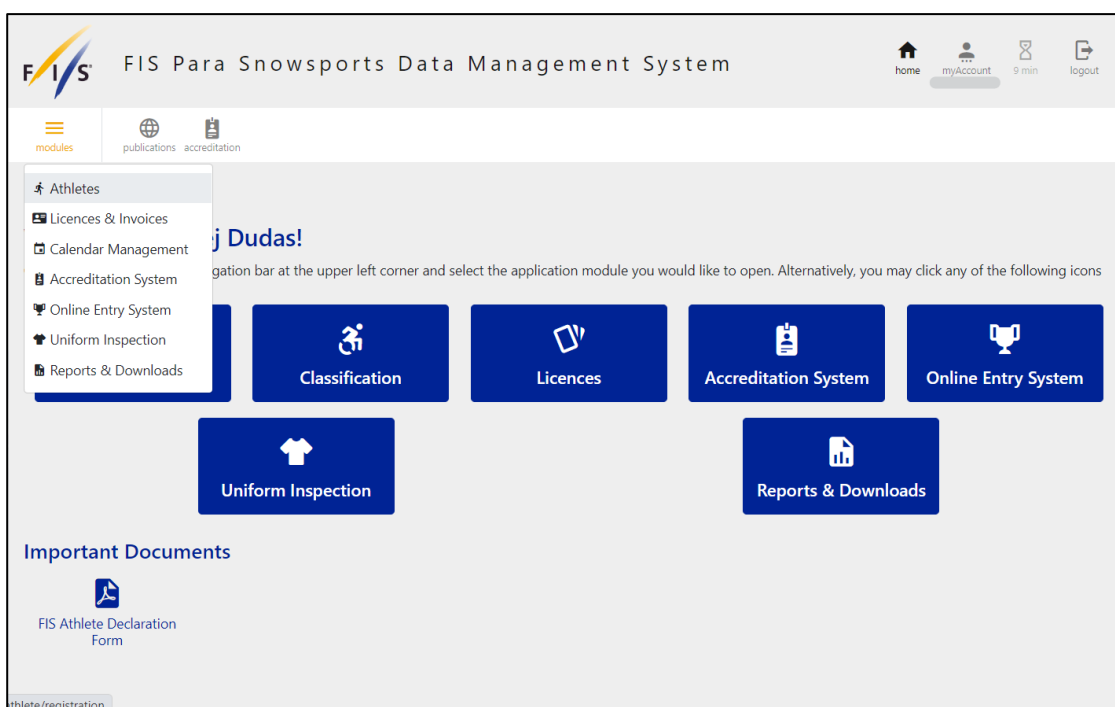 FIS FIS Para Snowsports Data Management System
home myAccount 9 min logout
modules publications accreditation
Athletes
Licences & Invoices
Calendar Management
Accreditation System
Online Entry System
Uniform Inspection
Reports & Downloads
j Dudas!
gation bar at the upper left corner and select the application module you would like to open. Alternatively, you may click any of the following icons
Classification
Licences
Accreditation System
Online Entry System
Uniform Inspection
Reports & Downloads
Important Documents
FIS Athlete Declaration
Form
thlete/registration